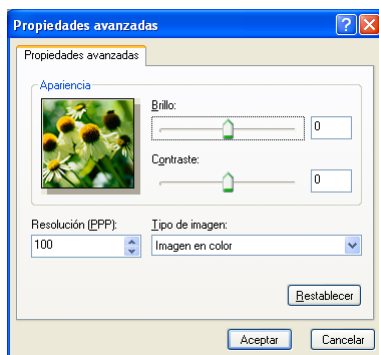 Propiedades avanzadas
Propiedades avanzadas
Apariencia
Brillo:
0
Contraste:
0
Resolución (PPP):
Tipo de imagen:
100
Imagen en color
Restablecer
Aceptar
Cancelar